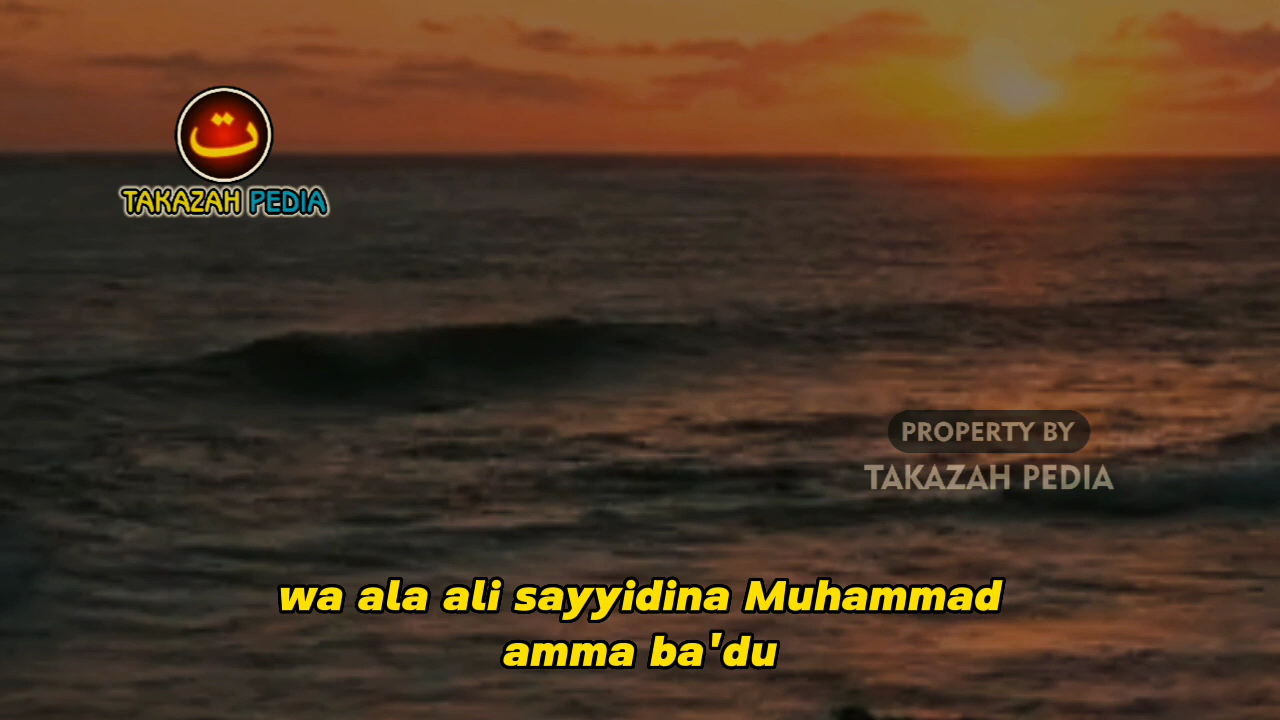 ت
TAKAZAH PEDIA
PROPERTY BY
TAKAZAH PEDIA
wa ala ali sayyidina Muhammad
amma ba'du